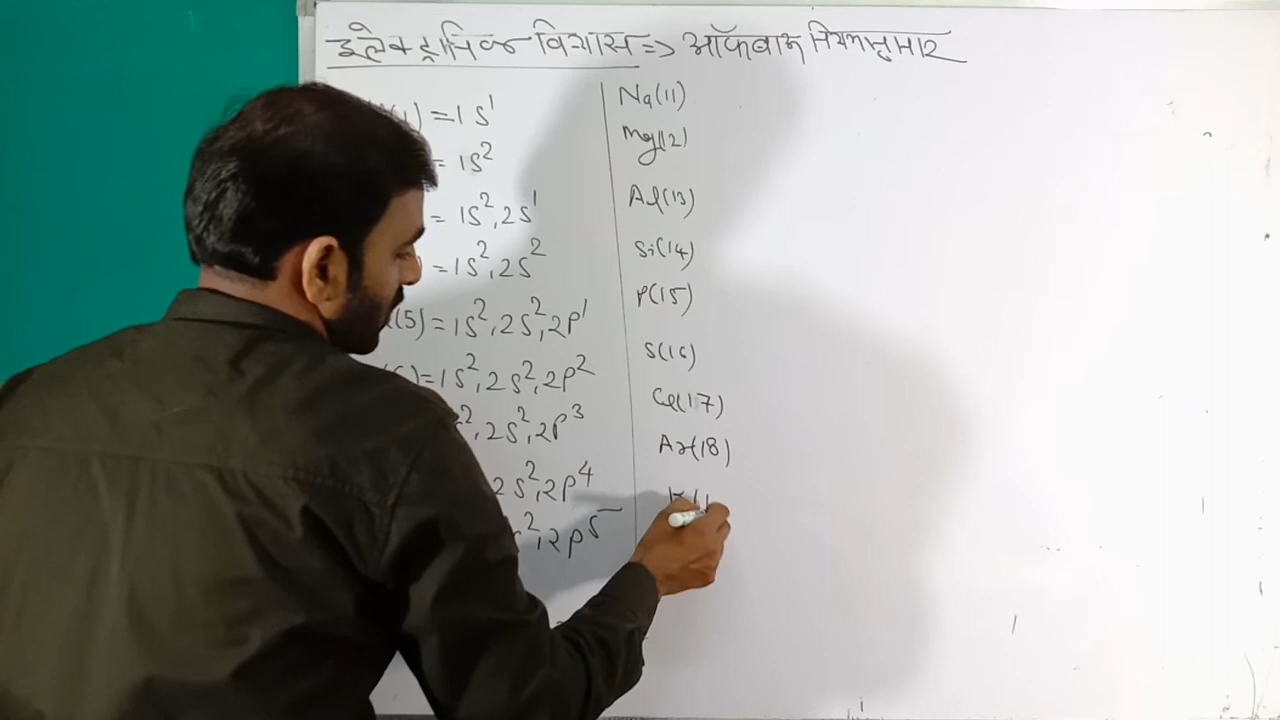 इलेक्ट्रानिक विन्यास => ऑफबाऊ नियमानुसार
1) = 1s¹
= 1s²
= 1s², 2s¹
) = 1s², 2s²
(5) = 1s², 2s², 2p¹
= 1s², 2s², 2p²
², 2s², 2p³
2s², 2p⁴
s², 2p⁵
Na(11)
Mg(12)
Al(13)
Si(14)
P(15)
S(16)
Cl(17)
Ar(18)
K(1